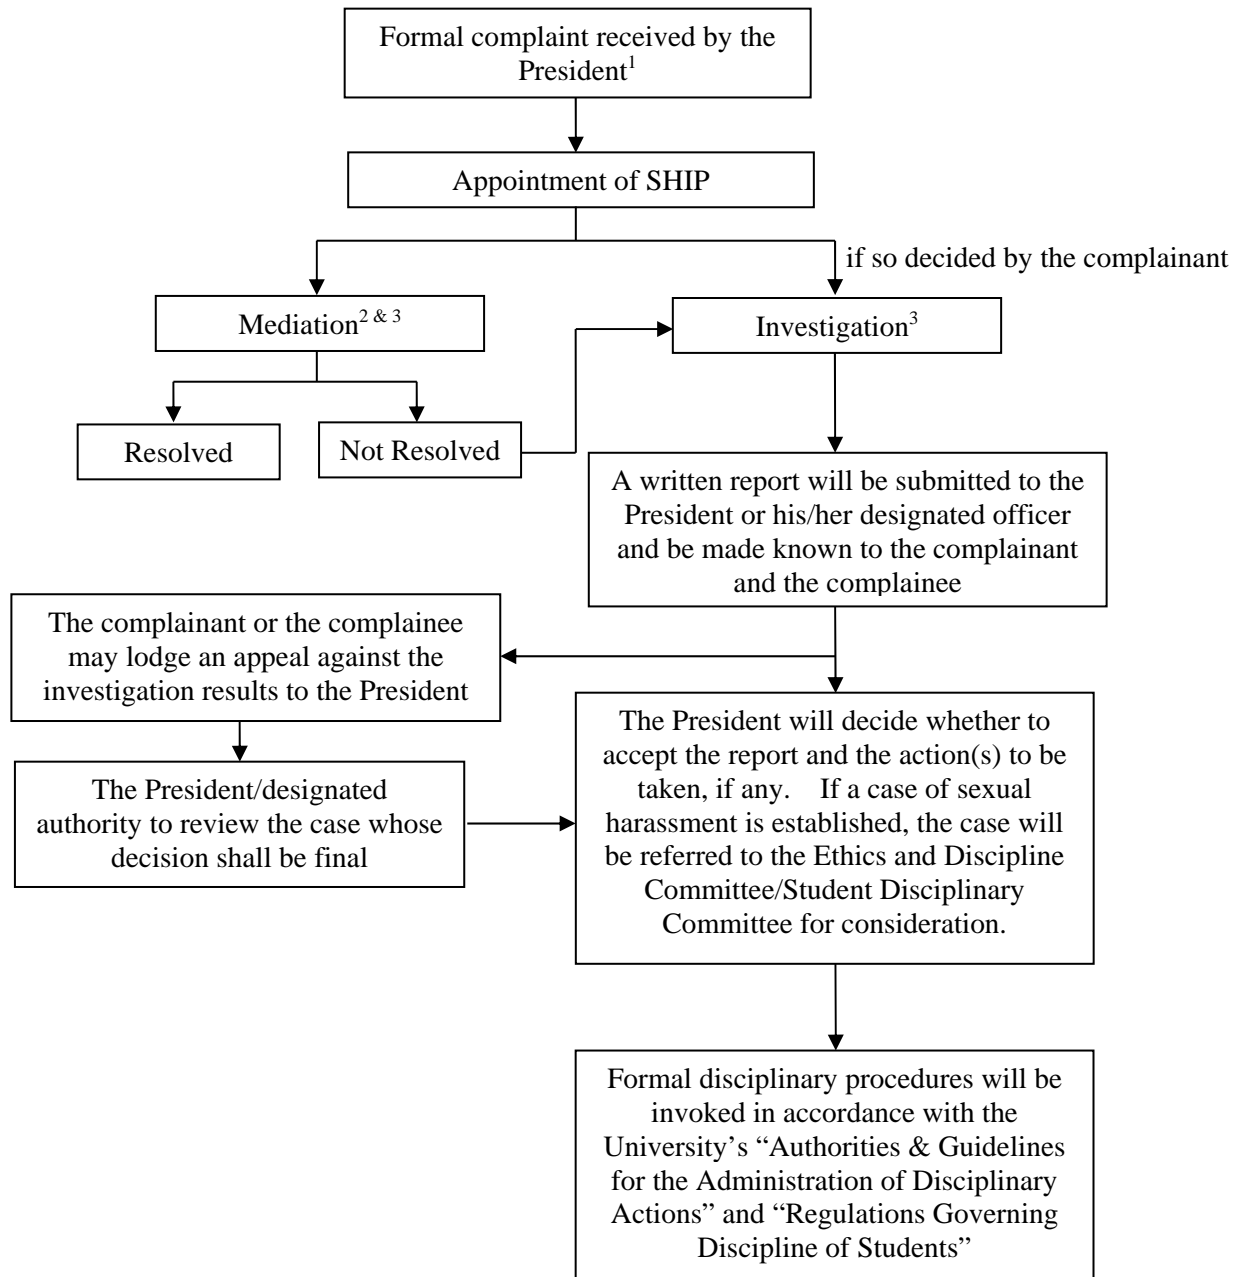 Formal complaint received by the
President¹
Appointment of SHIP
if so decided by the complainant
Mediation² & ³
Investigation³
Resolved
Not Resolved
A written report will be submitted to the
President or his/her designated officer
and be made known to the complainant
and the complainee
The complainant or the complainee
may lodge an appeal against the
investigation results to the President
The President/designated
authority to review the case whose
decision shall be final
The President will decide whether to
accept the report and the action(s) to be
taken, if any. If a case of sexual
harassment is established, the case will
be referred to the Ethics and Discipline
Committee/Student Disciplinary
Committee for consideration.
Formal disciplinary procedures will be
invoked in accordance with the
University’s “Authorities & Guidelines
for the Administration of Disciplinary
Actions” and “Regulations Governing
Discipline of Students”